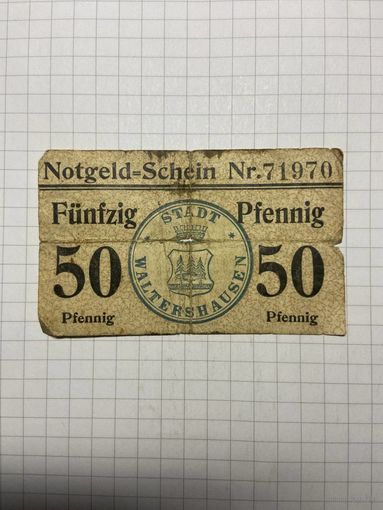 Notgeld=Schein Nr.71970
Fünfzig Pfennig
STADT
WALTERSHAUSEN
50 50
Pfennig Pfennig